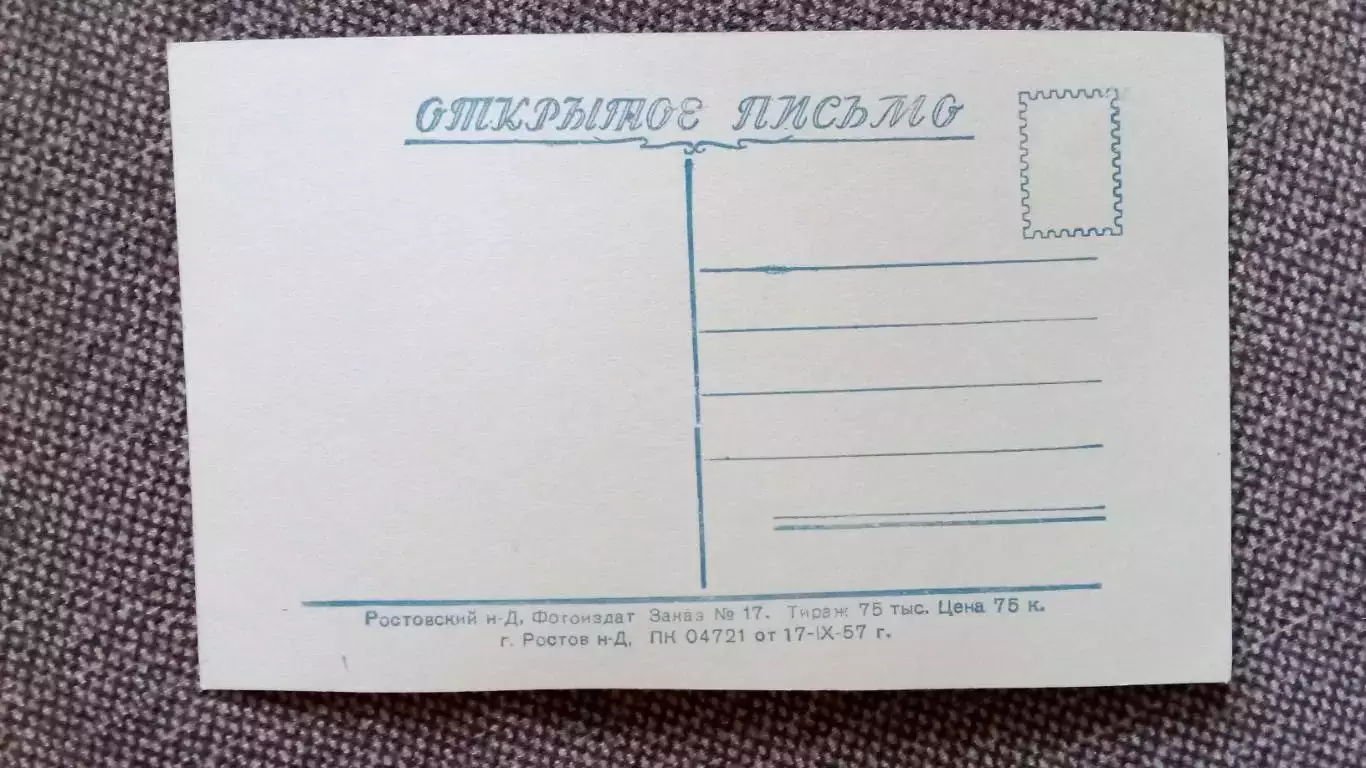 ОТКРЫТОЕ ПИСЬМО
Ростовский н-Д, Фотоиздат Заказ № 17. Тираж 75 тыс. Цена 75 к.
г. Ростов н-Д, ПК 04721 от 17-IX-57 г.